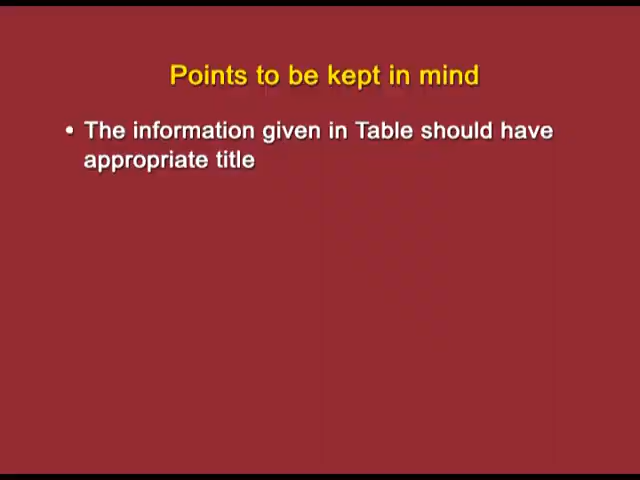 Points to be kept in mind
• The information given in Table should have
appropriate title